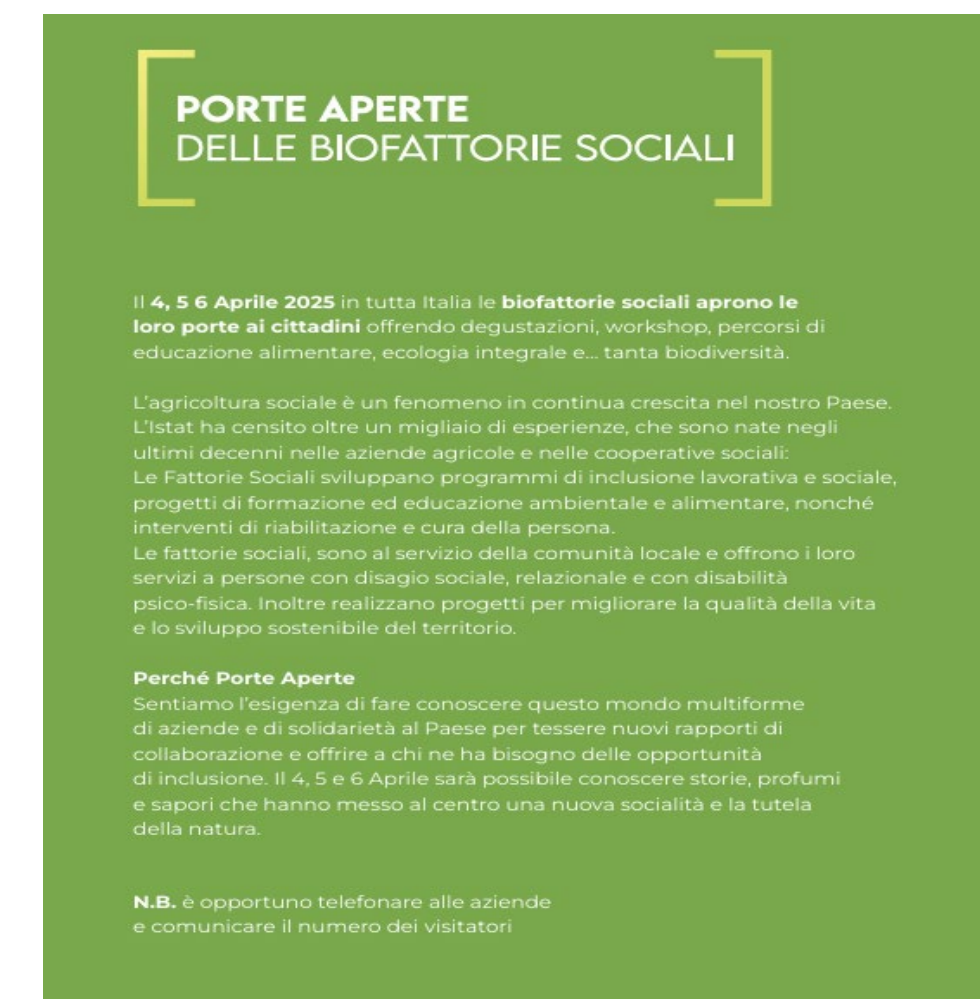 PORTE APERTE
DELLE BIOFATTORIE SOCIALI
Il 4, 5 6 Aprile 2025 in tutta Italia le biofattorie sociali aprono le
loro porte ai cittadini offrendo degustazioni, workshop, percorsi di
educazione alimentare, ecologia integrale e... tanta biodiversità.
L'agricoltura sociale è un fenomeno in continua crescita nel nostro Paese.
L'Istat ha censito oltre un migliaio di esperienze, che sono nate negli
ultimi decenni nelle aziende agricole e nelle cooperative sociali:
Le Fattorie Sociali sviluppano programmi di inclusione lavorativa e sociale,
progetti di formazione ed educazione ambientale e alimentare, nonché
interventi di riabilitazione e cura della persona.
Le fattorie sociali, sono al servizio della comunità locale e offrono i loro
servizi a persone con disagio sociale, relazionale e con disabilità
psico-fisica. Inoltre realizzano progetti per migliorare la qualità della vita
e lo sviluppo sostenibile del territorio.
Perché Porte Aperte
Sentiamo l'esigenza di fare conoscere questo mondo multiforme
di aziende e di solidarietà al Paese per tessere nuovi rapporti di
collaborazione e offrire a chi ne ha bisogno delle opportunità
di inclusione. Il 4, 5 e 6 Aprile sarà possibile conoscere storie, profumi
e sapori che hanno messo al centro una nuova socialità e la tutela
della natura.
N.B. è opportuno telefonare alle aziende
e comunicare il numero dei visitatori